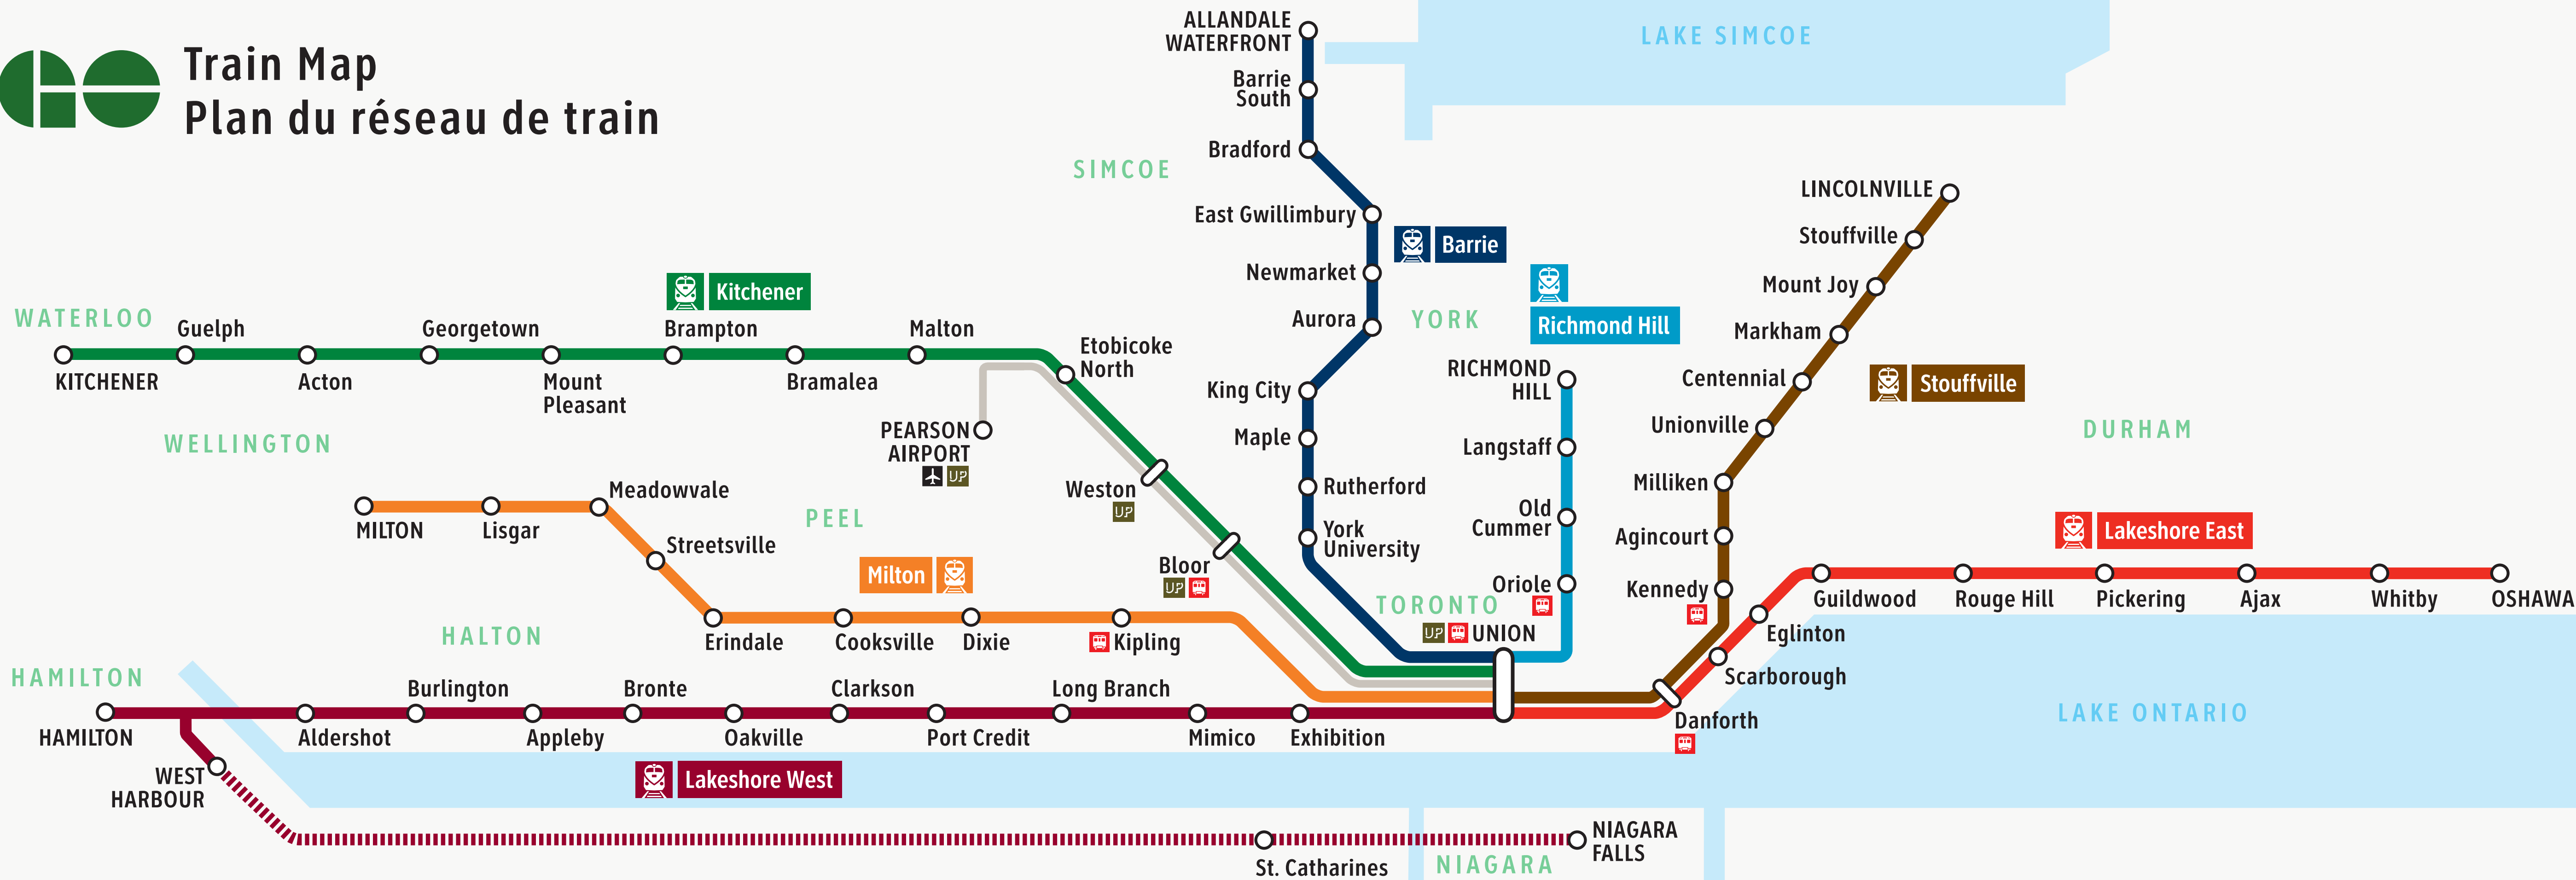 GO
Train Map
Plan du réseau de train
ALLANDALE
WATERFRONT
Barrie
South
Bradford
East Gwillimbury
Newmarket
Aurora
King City
Maple
Rutherford
York
University
Barrie
LAKE SIMCOE
SIMCOE
YORK
Richmond Hill
RICHMOND
HILL
Langstaff
Old
Cummer
Oriole
TORONTO
UP
UNION
LINCOLNVILLE
Stouffville
Mount Joy
Markham
Centennial
Unionville
Milliken
Agincourt
Kennedy
Stouffville
DURHAM
Kitchener
WATERLOO
KITCHENER
Guelph
Acton
Georgetown
Mount
Pleasant
Brampton
Bramalea
Malton
Etobicoke
North
PEARSON
AIRPORT
UP
Weston
UP
Bloor
UP
WELLINGTON
PEEL
MILTON
Lisgar
Meadowvale
Streetsville
Milton
Erindale
Cooksville
Dixie
Kipling
HALTON
HAMILTON
HAMILTON
Aldershot
Burlington
Appleby
Bronte
Oakville
Clarkson
Port Credit
Long Branch
Mimico
Exhibition
WEST
HARBOUR
Lakeshore West
St. Catharines
NIAGARA
NIAGARA
FALLS
Lakeshore East
Danforth
Scarborough
Eglinton
Guildwood
Rouge Hill
Pickering
Ajax
Whitby
OSHAWA
LAKE ONTARIO